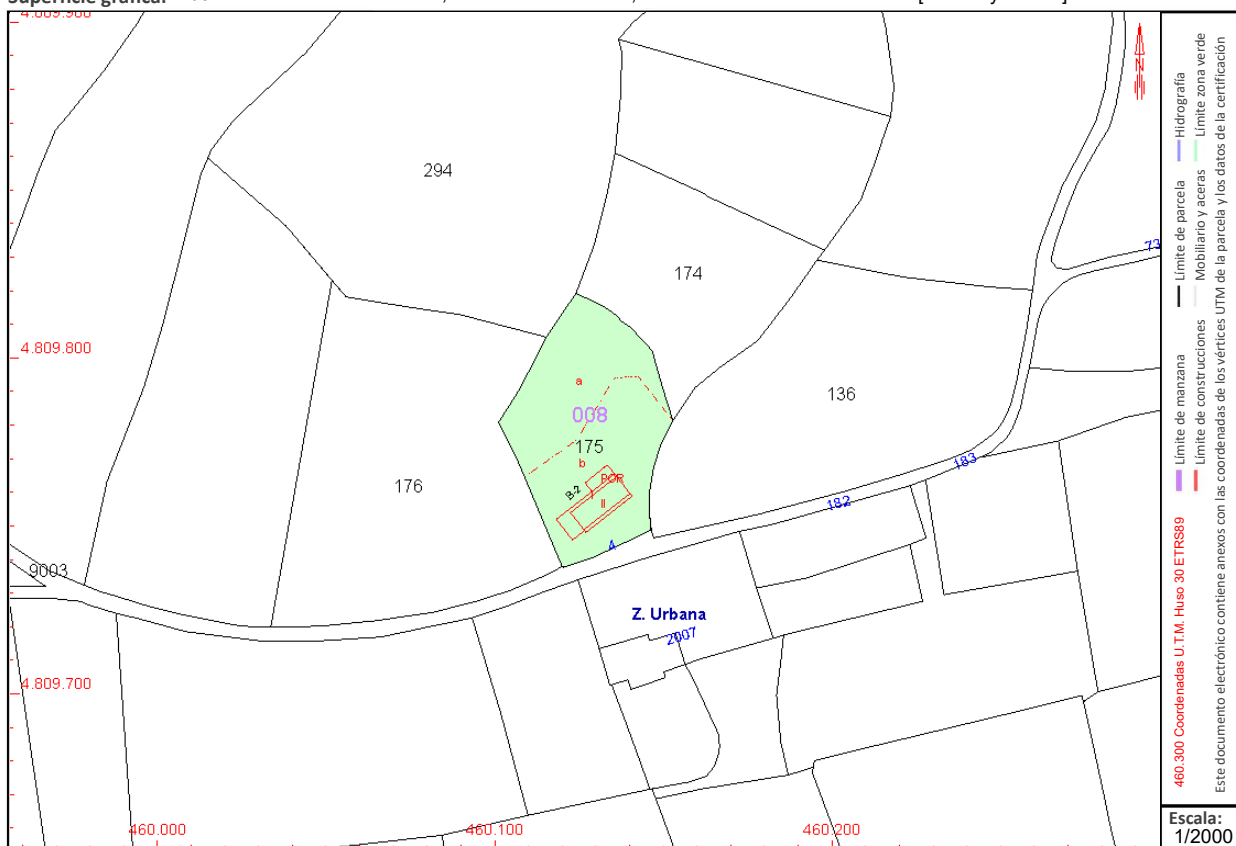 Superficie gráfica:
[
]
4.809.900
N
294
174
4.809.800
a
008
136
175
b
176
POR
B-2
I
II
183
182
4
73
9003
Z. Urbana
2007
4.809.700
460.000
460.100
460.200
460.300 Coordenadas U.T.M. Huso 30 ETRS89
Límite de manzana
Límite de parcela
Hidrografía
Límite de construcciones
Mobiliario y aceras
Límite zona verde
Este documento electrónico contiene anexos con las coordenadas de los vértices UTM de la parcela y los datos de la certificación
Escala:
1/2000